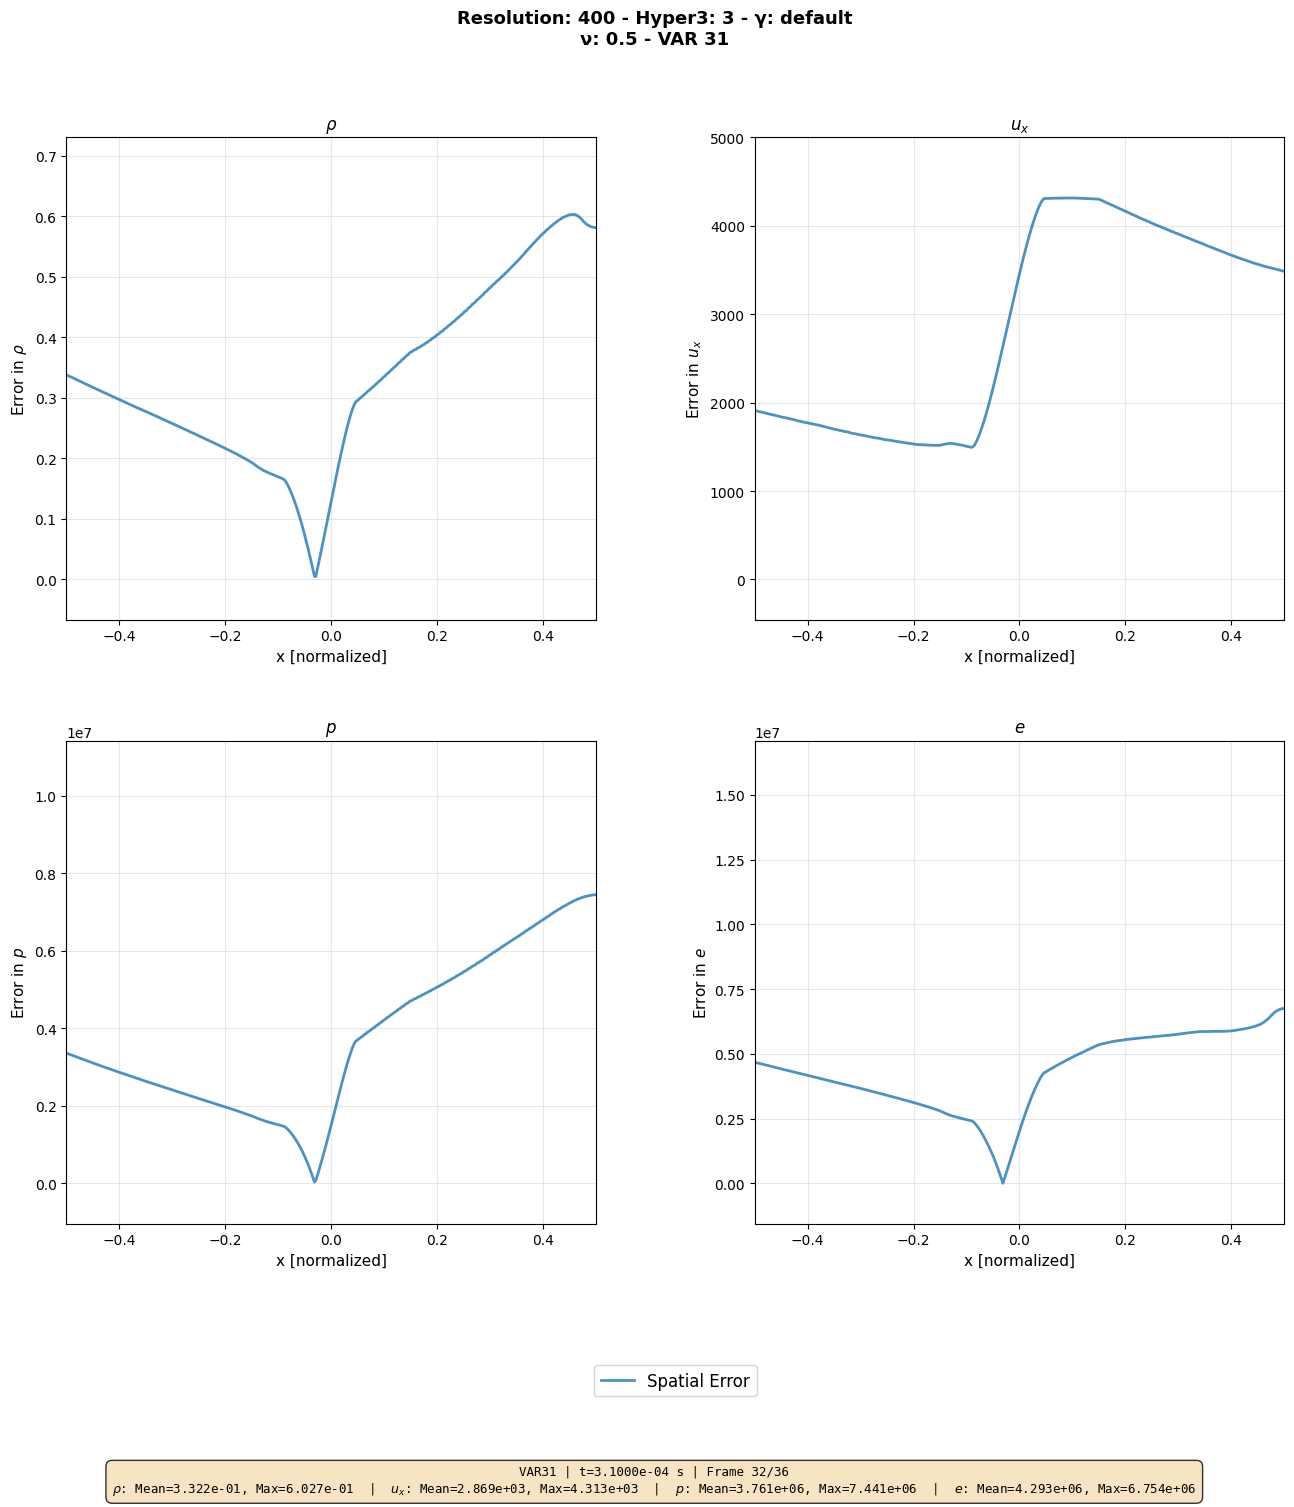 Resolution: 400 - Hyper3: 3 - γ: default
ν: 0.5 - VAR 31
ρ
Error in ρ
0.7
0.6
0.5
0.4
0.3
0.2
0.1
0.0
−0.4 −0.2 0.0 0.2 0.4
x [normalized]
u_x
Error in u_x
5000
4000
3000
2000
1000
0
−0.4 −0.2 0.0 0.2 0.4
x [normalized]
p
1e7
Error in p
1.0
0.8
0.6
0.4
0.2
0.0
−0.4 −0.2 0.0 0.2 0.4
x [normalized]
e
1e7
Error in e
1.50
1.25
1.00
0.75
0.50
0.25
0.00
−0.4 −0.2 0.0 0.2 0.4
x [normalized]
Spatial Error
VAR31 | t=3.1000e-04 s | Frame 32/36
ρ: Mean=3.322e-01, Max=6.027e-01 | u_x: Mean=2.869e+03, Max=4.313e+03 | p: Mean=3.761e+06, Max=7.441e+06 | e: Mean=4.293e+06, Max=6.754e+06